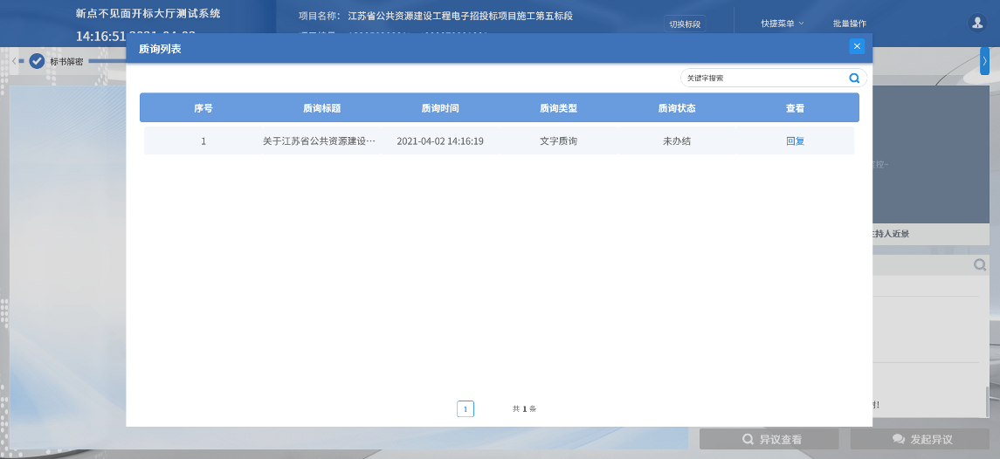 新点不见面开标大厅测试系统
项目名称： 江苏省公共资源建设工程电子招投标项目施工第五标段
切换标段
快捷菜单
批量操作
14:16:51
质询列表
标书解密
关键字搜索
序号 质询标题 质询时间 质询类型 质询状态 查看
1 关于江苏省公共资源建设… 2021-04-02 14:16:19 文字质询 未办结 回复
主持人近景
1 共 1 条
异议查看
发起异议